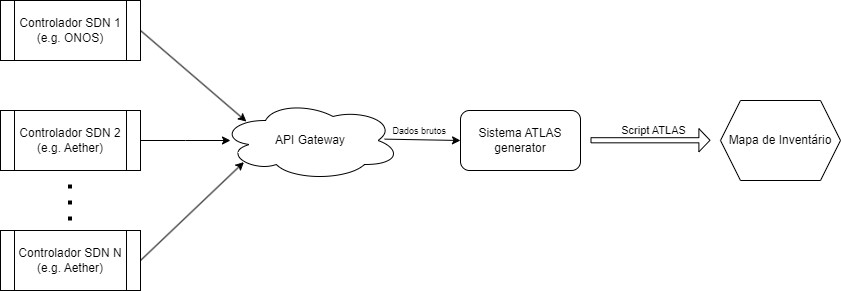 Controlador SDN 1
(e.g. ONOS)
Controlador SDN 2
(e.g. Aether)
Controlador SDN N
(e.g. Aether)
API Gateway
Dados brutos
Sistema ATLAS
generator
Script ATLAS
Mapa de Inventário